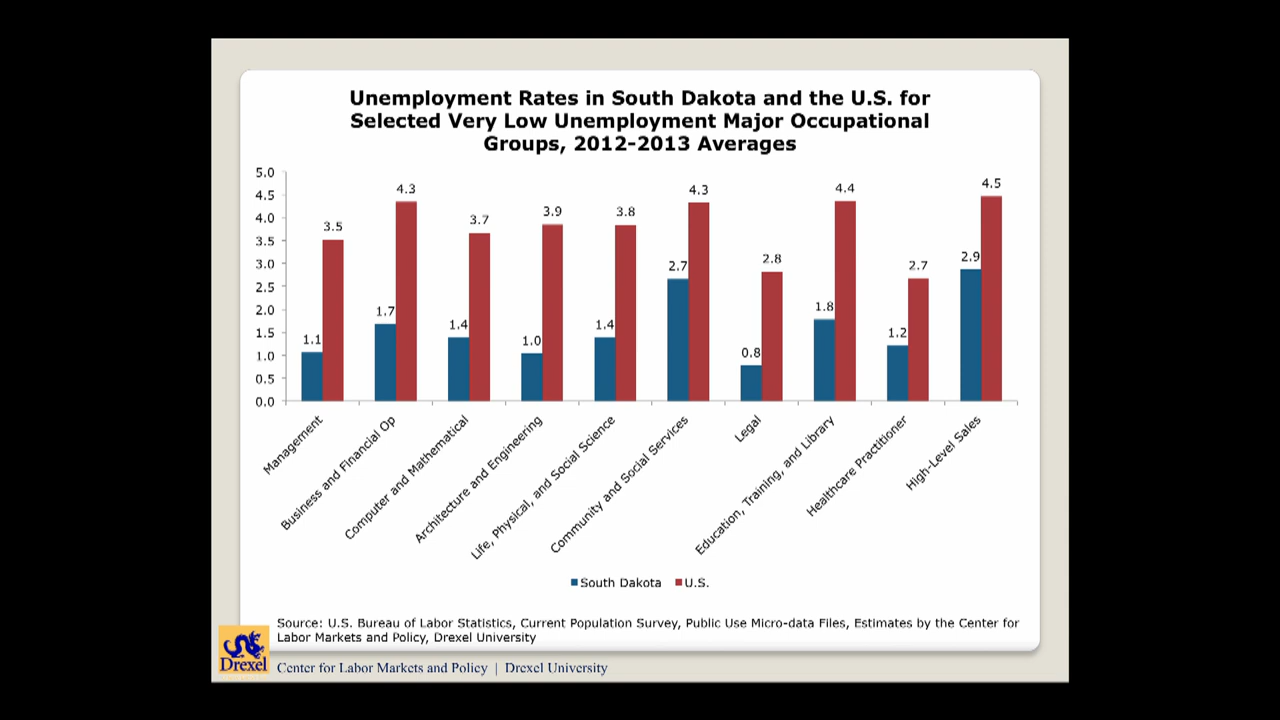 Unemployment Rates in South Dakota and the U.S. for
Selected Very Low Unemployment Major Occupational
Groups, 2012-2013 Averages
5.0
4.5
4.0
3.5
3.0
2.5
2.0
1.5
1.0
0.5
0.0
1.1
3.5
1.7
4.3
1.4
3.7
1.0
3.9
1.4
3.8
2.7
4.3
0.8
2.8
1.8
4.4
1.2
2.7
2.9
4.5
Management
Business and Financial Op
Computer and Mathematical
Architecture and Engineering
Life, Physical, and Social Science
Community and Social Services
Legal
Education, Training, and Library
Healthcare Practitioner
High-Level Sales
South Dakota U.S.
Source: U.S. Bureau of Labor Statistics, Current Population Survey, Public Use Micro-data Files, Estimates by the Center for
Labor Markets and Policy, Drexel University
Drexel
Center for Labor Markets and Policy | Drexel University